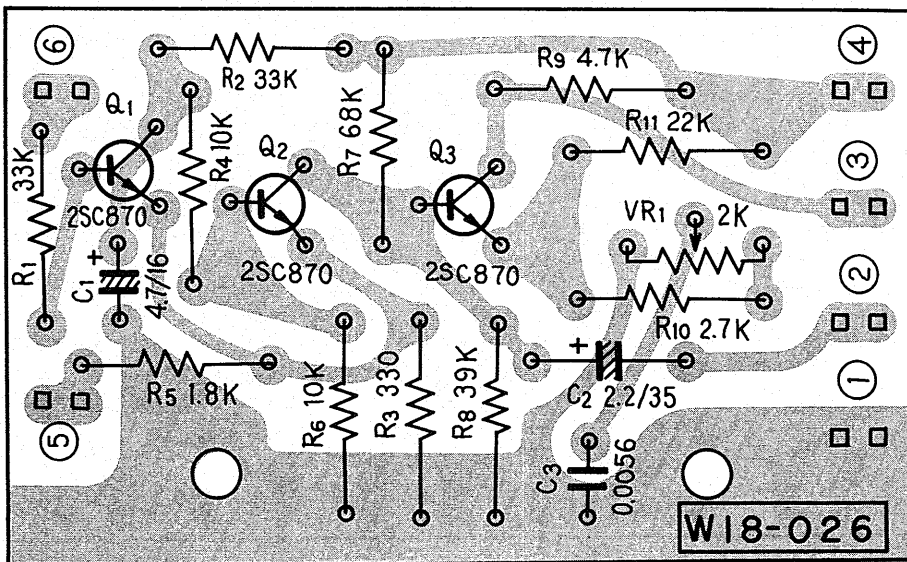 6
4
R2 33K
R9 4.7K
Q1
R7 68K
R11 22K
33K
R1
R4 10K
Q2
Q3
3
2SC870
VR1 2K
2SC870
2SC870
+
C1
4.7/16
2
R10 2.7K
+
R5 1.8K
R6 10K
R3 330
R8 39K
C2 2.2/35
1
5
C3
0.0056
W18-026